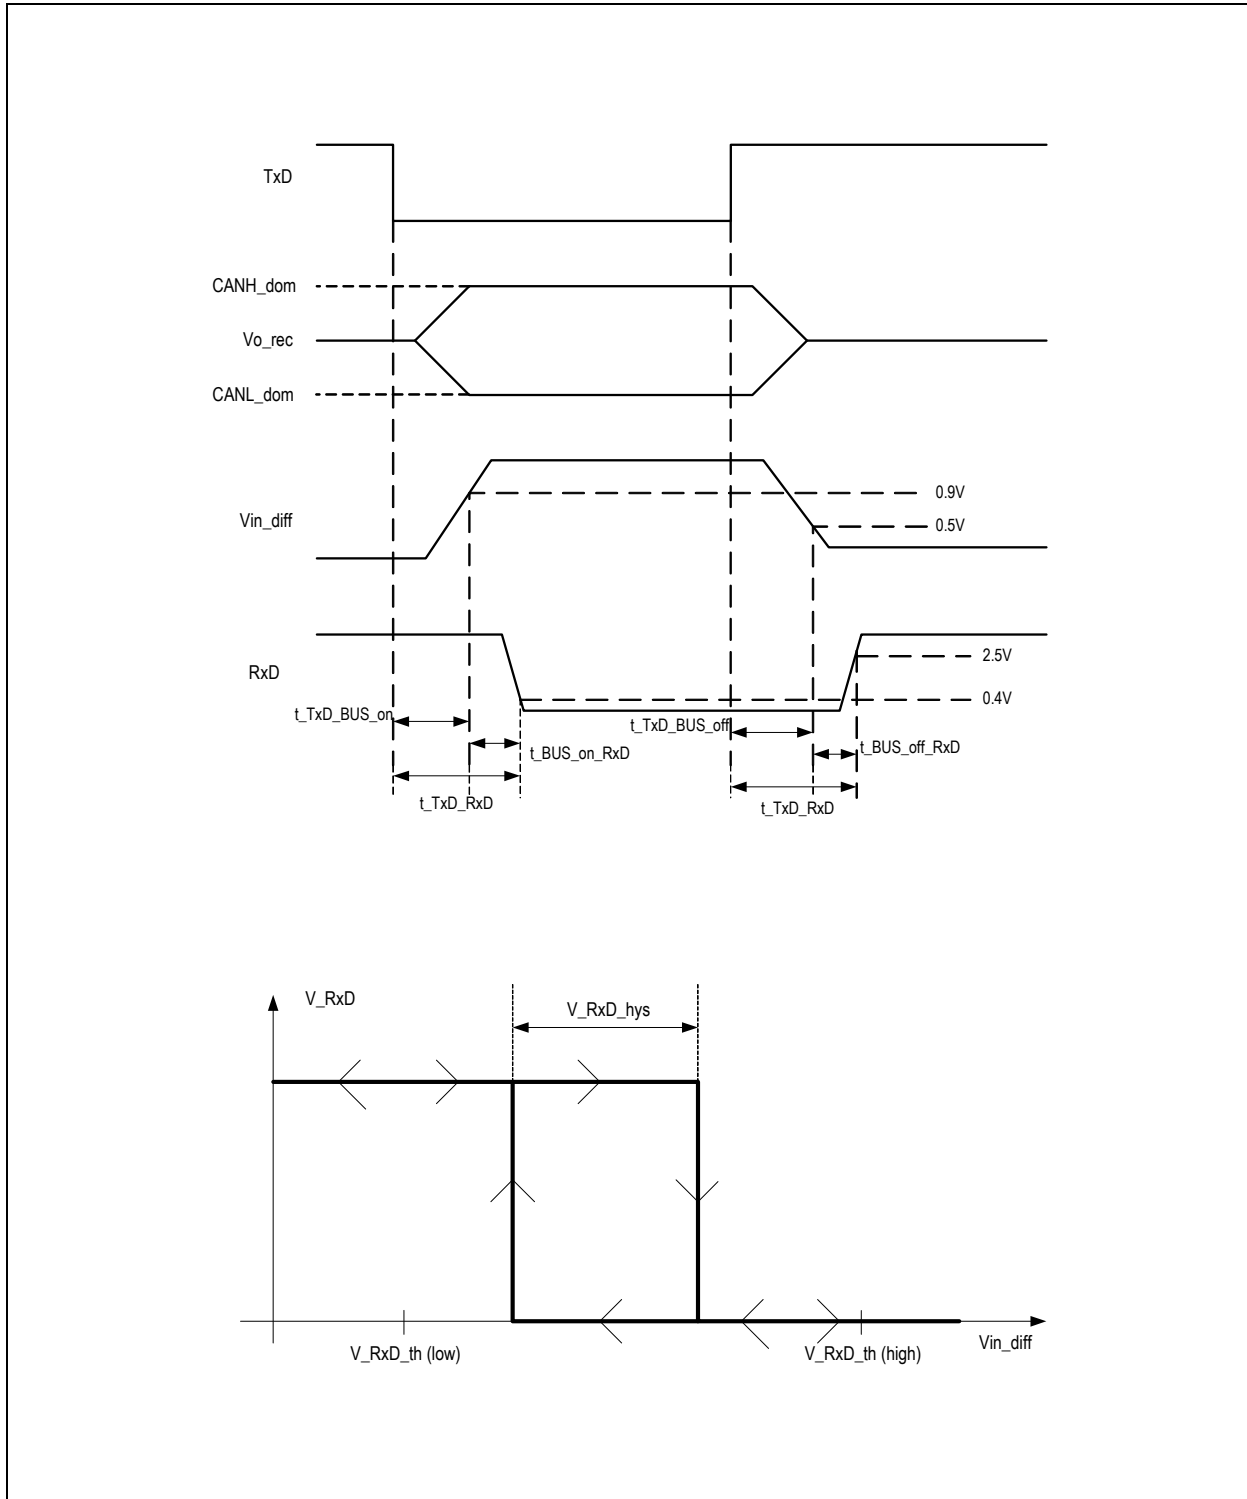 TxD
CANH_dom
Vo_rec
CANL_dom
0.9V
Vin_diff
0.5V
2.5V
RxD
0.4V
t_TxD_BUS_on
t_TxD_BUS_off
t_BUS_on_RxD
t_BUS_off_RxD
t_TxD_RxD
t_TxD_RxD
V_RxD
V_RxD_hys
V_RxD_th (low)
V_RxD_th (high)
Vin_diff